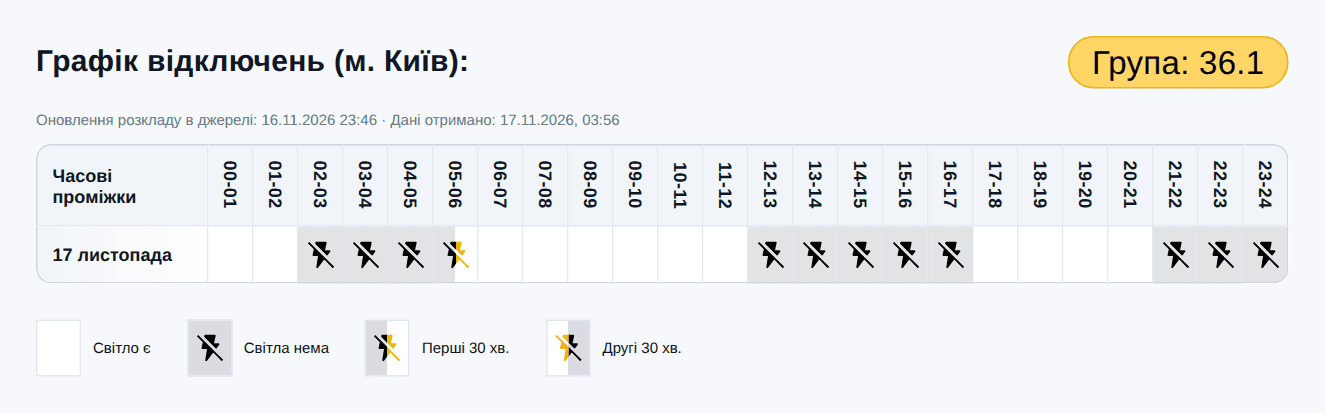 Графік відключень (м. Київ):
Група: 36.1
Оновлення розкладу в джерелі: 16.11.2026 23:46 · Дані отримано: 17.11.2026, 03:56
Часові
проміжки
00-01
01-02
02-03
03-04
04-05
05-06
06-07
07-08
08-09
09-10
10-11
11-12
12-13
13-14
14-15
15-16
16-17
17-18
18-19
19-20
20-21
21-22
22-23
23-24
17 листопада
Світло є
Світла нема
Перші 30 хв.
Другі 30 хв.